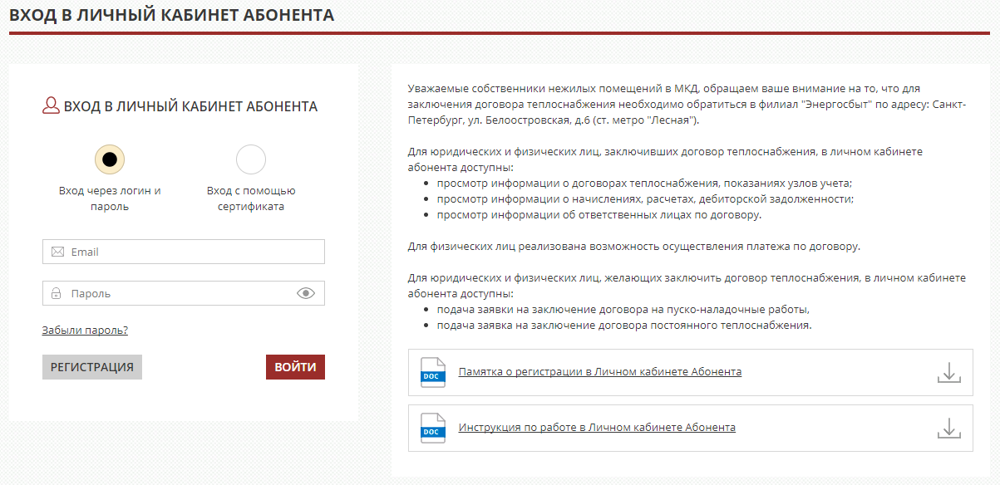 ВХОД В ЛИЧНЫЙ КАБИНЕТ АБОНЕНТА
ВХОД В ЛИЧНЫЙ КАБИНЕТ АБОНЕНТА
Вход через логин и
пароль
Вход с помощью
сертификата
Email
Пароль
Забыли пароль?
РЕГИСТРАЦИЯ
ВОЙТИ
Уважаемые собственники нежилых помещений в МКД, обращаем ваше внимание на то, что для
заключения договора теплоснабжения необходимо обратиться в филиал "Энергосбыт" по адресу: Санкт-
Петербург, ул. Белоостровская, д.6 (ст. метро "Лесная").
Для юридических и физических лиц, заключивших договор теплоснабжения, в личном кабинете
абонента доступны:
• просмотр информации о договорах теплоснабжения, показаниях узлов учета;
• просмотр информации о начислениях, расчетах, дебиторской задолженности;
• просмотр информации об ответственных лицах по договору.
Для физических лиц реализована возможность осуществления платежа по договору.
Для юридических и физических лиц, желающих заключить договор теплоснабжения, в личном кабинете
абонента доступны:
• подача заявки на заключение договора на пуско-наладочные работы,
• подача заявка на заключение договора постоянного теплоснабжения.
DOC Памятка о регистрации в Личном кабинете Абонента
DOC Инструкция по работе в Личном кабинете Абонента